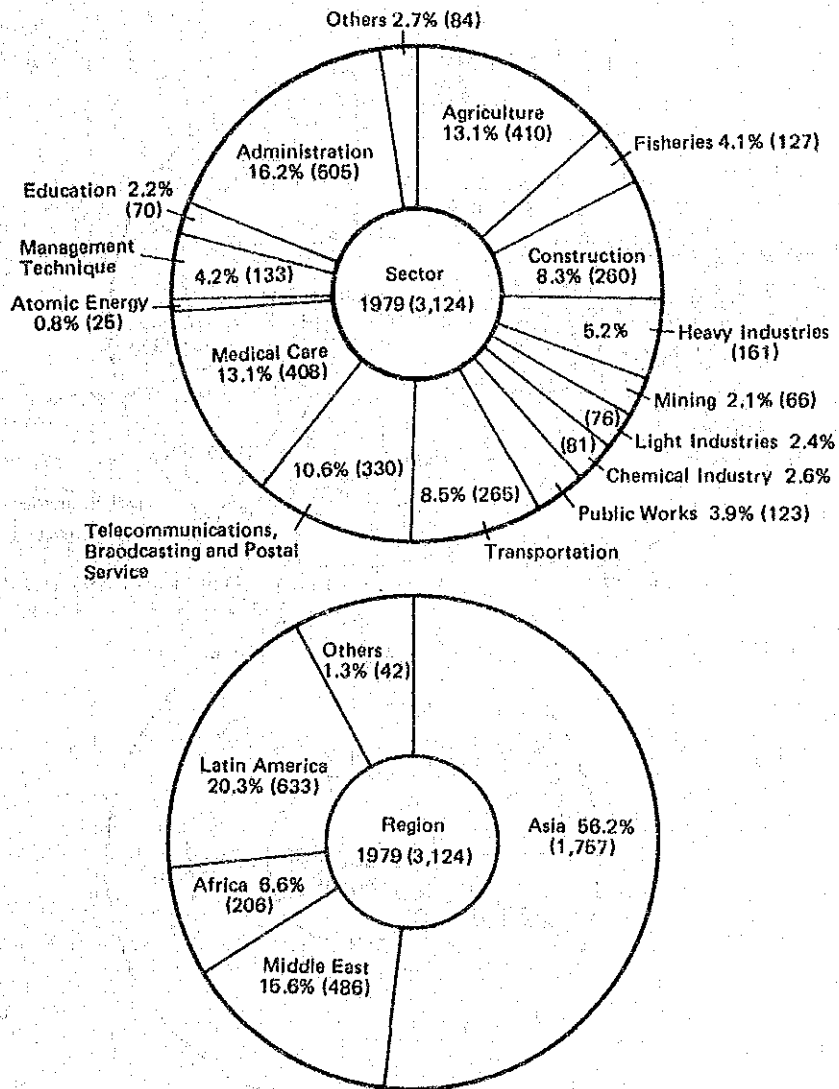 Others 2.7% (84)
Agriculture
13.1% (410)
Fisheries 4.1% (127)
Administration
16.2% (505)
Education 2.2%
(70)
Management
Technique
4.2% (133)
Construction
8.3% (260)
Sector
1979 (3,124)
Atomic Energy
0.8% (25)
5.2%
Heavy Industries
(161)
Medical Care
13.1% (408)
Mining 2.1% (66)
(76)
Light Industries 2.4%
(81)
Chemical Industry 2.6%
10.6% (330)
8.5% (265)
Public Works 3.9% (123)
Telecommunications,
Braodcasting and Postal
Service
Transportation
Others
1.3% (42)
Latin America
20.3% (633)
Region
1979 (3,124)
Asia 56.2%
(1,757)
Africa 6.6%
(206)
Middle East
15.6% (486)